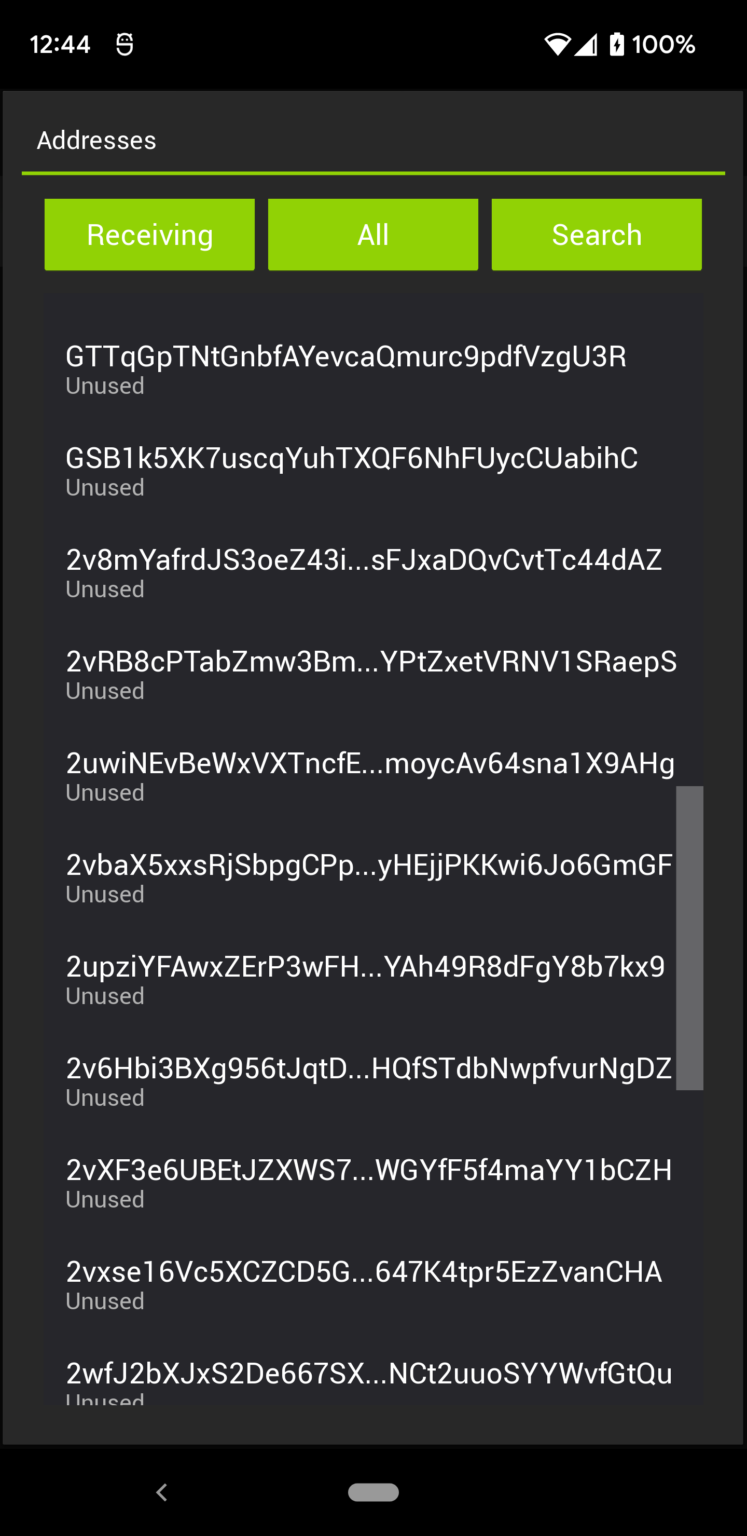 12:44
100%
Addresses
Receiving
All
Search
GTTqGpTNtGnbfAYevcaQmurc9pdfVzgU3R
Unused
GSB1k5XK7uscqYuhTXQF6NhFUycCUabihC
Unused
2v8mYafrdJS3oeZ43i...sFJxaDQvCvtTc44dAZ
Unused
2vRB8cPTabZmw3Bm...YPtZxetVRNV1SRaepS
Unused
2uwiNEvBeWxVXTncfE...moycAv64sna1X9AHg
Unused
2vbaX5xxsRjSbpgCPp...yHEjjPKKwi6Jo6GmGF
Unused
2upziYFAwxZErP3wFH...YAh49R8dFgY8b7kx9
Unused
2v6Hbi3BXg956tJqtD...HQfSTdbNwpfvurNgDZ
Unused
2vXF3e6UBEtJZXWS7...WGYfF5f4maYY1bCZH
Unused
2vxse16Vc5XCZCD5G...647K4tpr5EzZvanCHA
Unused
2wfJ2bXJxS2De667SX...NCt2uuoSYYWvfGtQu
Unused